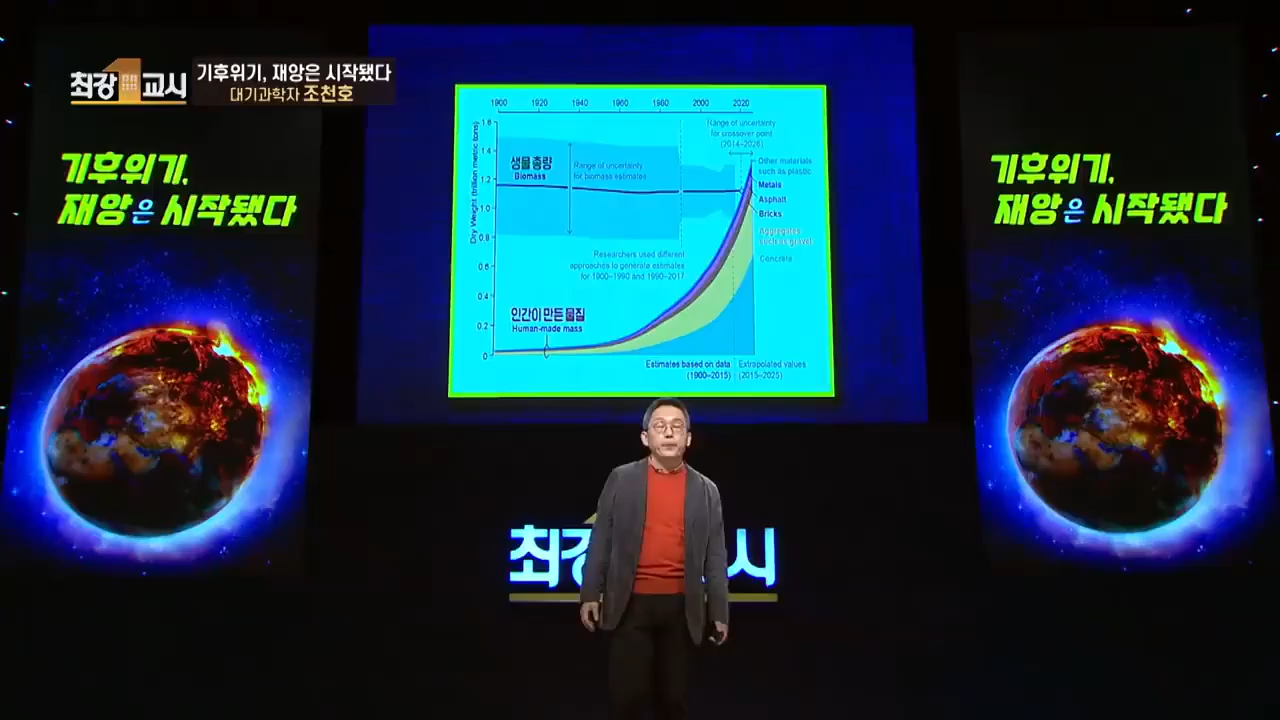 최강1교시
기후위기, 재앙은 시작됐다
대기과학자 조천호
기후위기,
재앙은 시작됐다
1900 1920 1940 1960 1980 2000 2020
Range of uncertainty
for crossover point
(2014–2026)
Dry Weight (trillion metric tons)
1.6
1.4
1.2
1.0
0.8
0.6
0.4
0.2
0
생물 총량
Biomass
Range of uncertainty
for biomass estimates
Other materials
such as plastic
Metals
Asphalt
Bricks
Aggregates
such as gravel
Concrete
Researchers used different
approaches to generate estimates
for 1900–1990 and 1990–2017
인간이 만든 물질
Human-made mass
Estimates based on data
(1900–2015)
Extrapolated values
(2015–2025)
기후위기,
재앙은 시작됐다
최강 교시